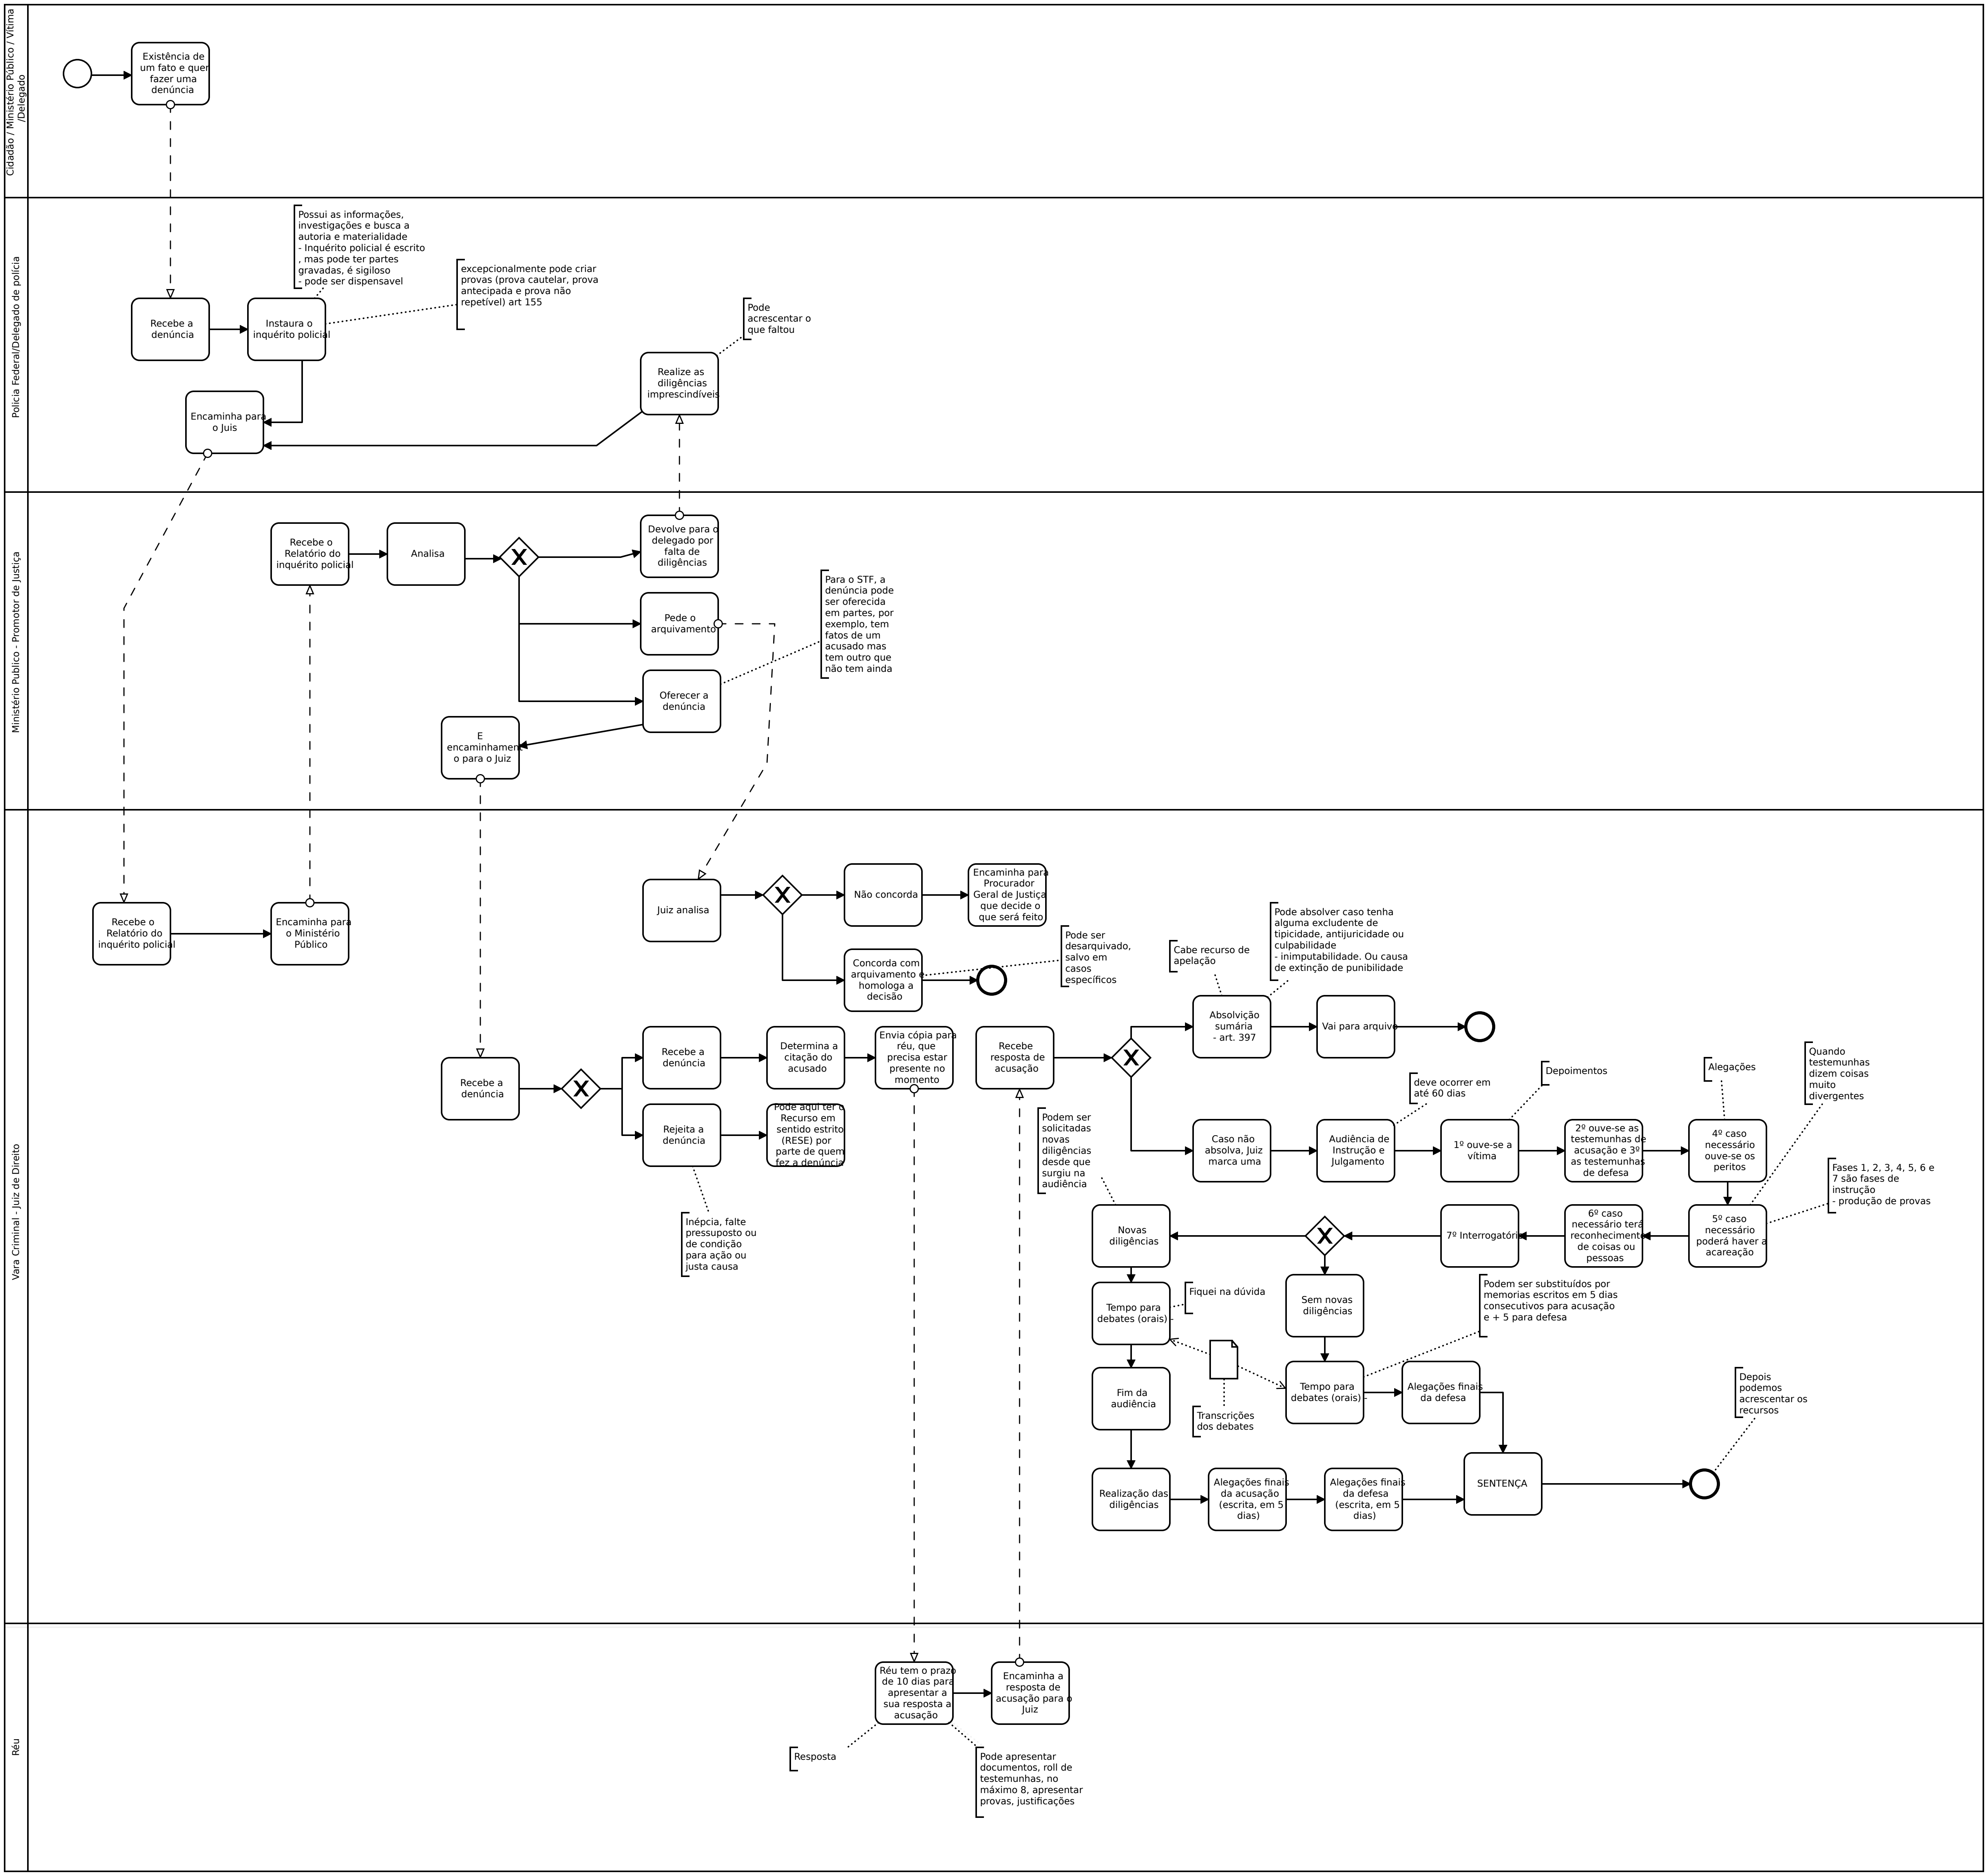 Cidadão / Ministério Público / Vítima
/Delegado
Existência de
um fato e quer
fazer uma
denúncia
Policia Federal/Delegado de polícia
Possui as informações,
investigações e busca a
autoria e materialidade
- Inquérito policial é escrito
, mas pode ter partes
gravadas, é sigiloso
- pode ser dispensavel
excepcionalmente pode criar
provas (prova cautelar, prova
antecipada e prova não
repetível) art 155
Pode
acrescentar o
que faltou
Recebe a
denúncia
Instaura o
inquérito policial
Realize as
diligências
imprescindíveis
Encaminha para
o Juis
Ministério Publico - Promotor de Justiça
Recebe o
Relatório do
inquérito policial
Analisa
X
Devolve para o
delegado por
falta de
diligências
Pede o
arquivamento
Para o STF, a
denúncia pode
ser oferecida
em partes, por
exemplo, tem
fatos de um
acusado mas
tem outro que
não tem ainda
Oferecer a
denúncia
E
encaminhament
o para o Juiz
Vara Criminal - Juiz de Direito
Recebe o
Relatório do
inquérito policial
Encaminha para
o Ministério
Público
Juiz analisa
X
Não concorda
Encaminha para
Procurador
Geral de Justiça
que decide o
que será feito
Concorda com
arquivamento e
homologa a
decisão
Pode ser
desarquivado,
salvo em
casos
específicos
Cabe recurso de
apelação
Pode absolver caso tenha
alguma excludente de
tipicidade, antijuricidade ou
culpabilidade
- inimputabilidade. Ou causa
de extinção de punibilidade
Recebe a
denúncia
X
Recebe a
denúncia
Determina a
citação do
acusado
Envia cópia para
réu, que
precisa estar
presente no
momento
Recebe
resposta de
acusação
X
Absolvição
sumária
- art. 397
Vai para arquivo
Rejeita a
denúncia
Pode aqui ter o
Recurso em
sentido estrito
(RESE) por
parte de quem
fez a denúncia
Inépcia, falte
pressuposto ou
de condição
para ação ou
justa causa
Podem ser
solicitadas
novas
diligências
desde que
surgiu na
audiência
Caso não
absolva, Juiz
marca uma
Audiência de
Instrução e
Julgamento
deve ocorrer em
até 60 dias
1º ouve-se a
vítima
Depoimentos
2º ouve-se as
testemunhas de
acusação e 3º
as testemunhas
de defesa
4º caso
necessário
ouve-se os
peritos
Alegações
Quando
testemunhas
dizem coisas
muito
divergentes
Fases 1, 2, 3, 4, 5, 6 e
7 são fases de
instrução
- produção de provas
5º caso
necessário
poderá haver a
acareação
6º caso
necessário terá
reconhecimento
de coisas ou
pessoas
7º Interrogatório
X
Novas
diligências
Sem novas
diligências
Tempo para
debates (orais) -
Fiquei na dúvida
Podem ser substituídos por
memorias escritos em 5 dias
consecutivos para acusação
e + 5 para defesa
Tempo para
debates (orais) -
Alegações finais
da defesa
Transcrições
dos debates
Fim da
audiência
Depois
podemos
acrescentar os
recursos
Realização das
diligências
Alegações finais
da acusação
(escrita, em 5
dias)
Alegações finais
da defesa
(escrita, em 5
dias)
SENTENÇA
Réu
Réu tem o prazo
de 10 dias para
apresentar a
sua resposta a
acusação
Encaminha a
resposta de
acusação para o
Juiz
Resposta
Pode apresentar
documentos, roll de
testemunhas, no
máximo 8, apresentar
provas, justificações